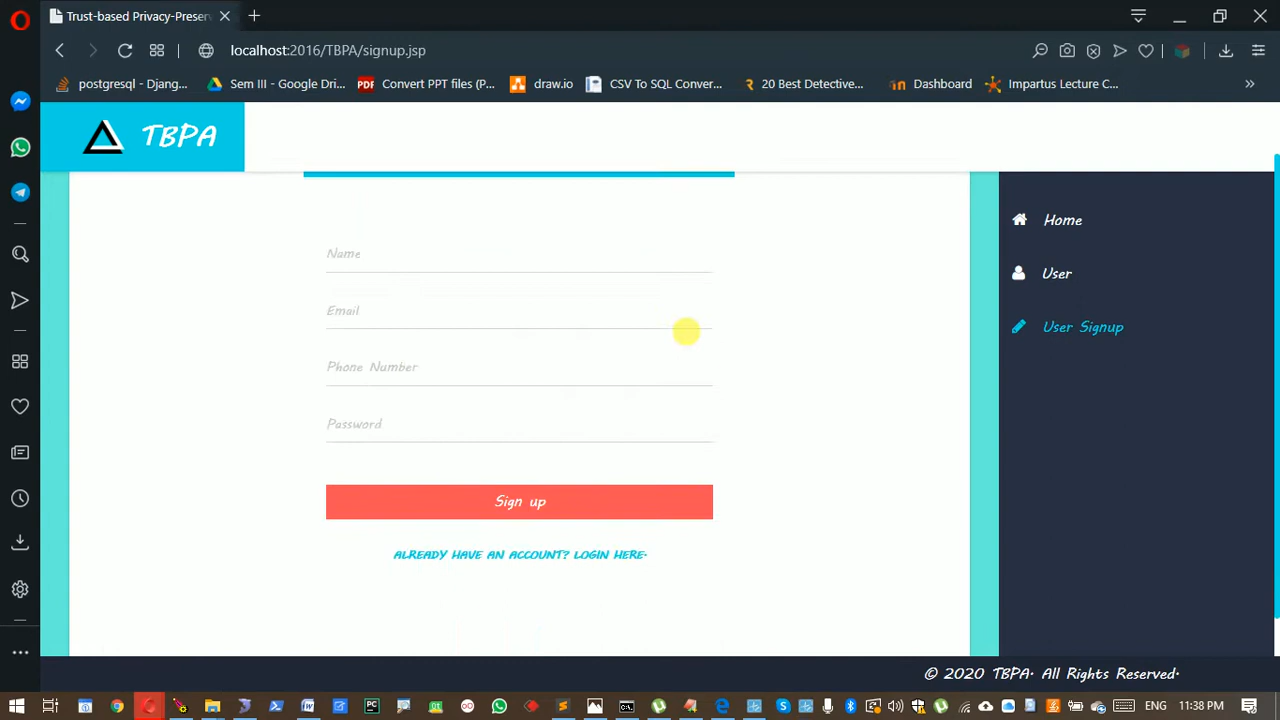 Trust-based Privacy-Preser
localhost:2016/TBPA/signup.jsp
postgresql - Djang...
Sem III - Google Dri...
PDF
Convert PPT files (P...
draw.io
CSV To SQL Conver...
20 Best Detective...
Dashboard
Impartus Lecture C...
TBPA
Home
Name
User
Email
User Signup
Phone Number
Password
Sign up
ALREADY HAVE AN ACCOUNT? LOGIN HERE.
© 2020 TBPA. All Rights Reserved.
11:38 PM